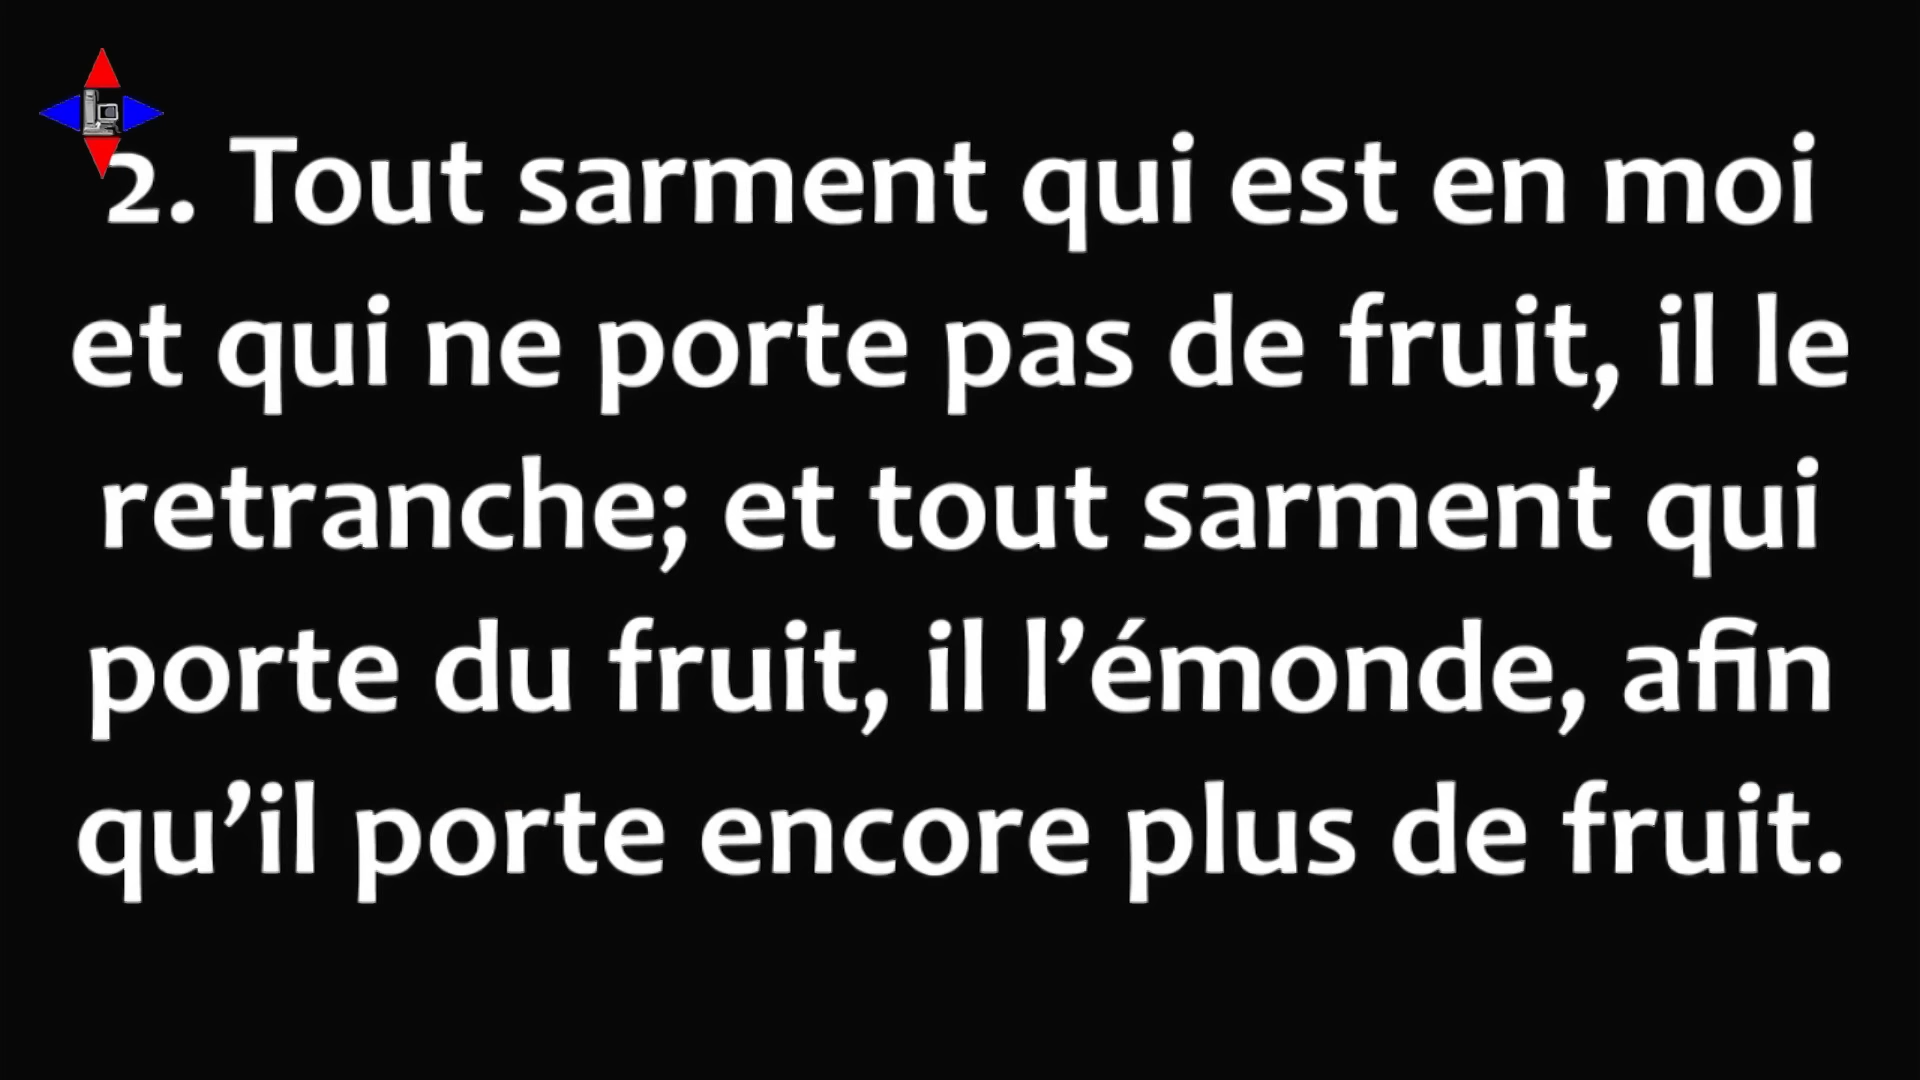 2. Tout sarment qui est en moi
et qui ne porte pas de fruit, il le
retranche; et tout sarment qui
porte du fruit, il l’émonde, afin
qu’il porte encore plus de fruit.